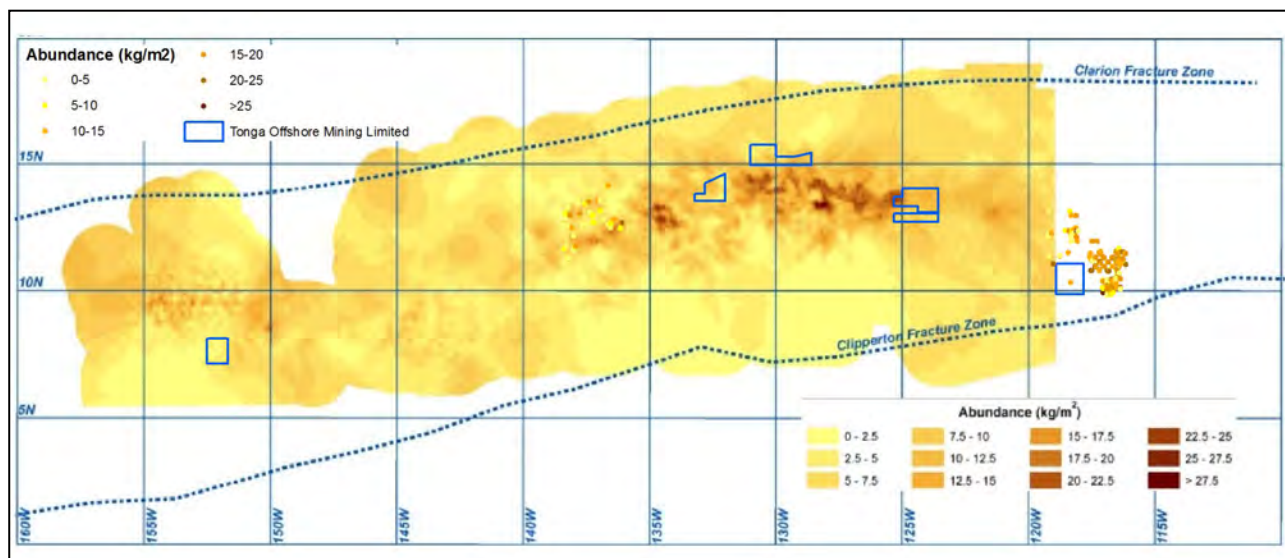 Abundance (kg/m2)
0-5
5-10
10-15
15-20
20-25
>25
Tonga Offshore Mining Limited
Clarion Fracture Zone
15N
10N
Clipperton Fracture Zone
5N
Abundance (kg/m²)
0 - 2.5
2.5 - 5
5 - 7.5
7.5 - 10
10 - 12.5
12.5 - 15
15 - 17.5
17.5 - 20
20 - 22.5
22.5 - 25
25 - 27.5
> 27.5
160W
155W
150W
145W
140W
135W
130W
125W
120W
115W